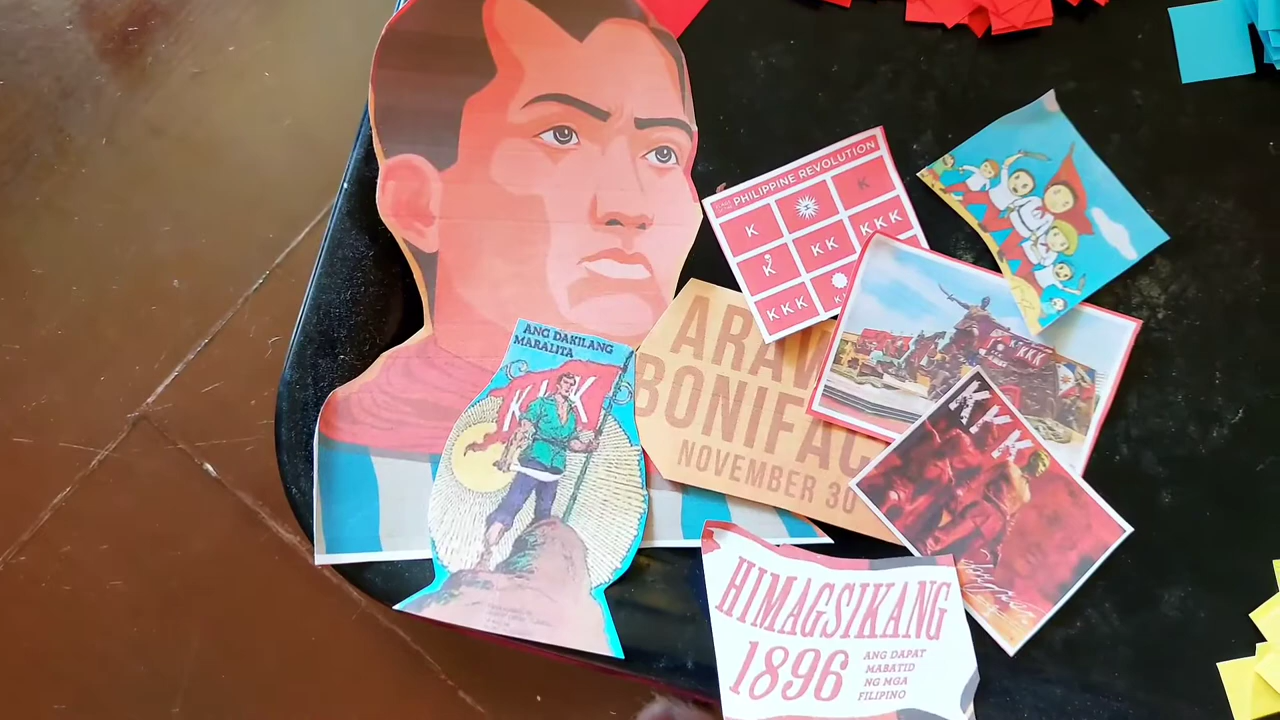 ANG DAKILANG
MARALITA
KKK
PHILIPPINE REVOLUTION
K
K
KK
KKK
K
KKK
ARAW
BONIFAC
NOVEMBER 30
KKK
KKK
HIMAGSIKANG
1896
ANG DAPAT
MABATID
NG MGA
FILIPINO